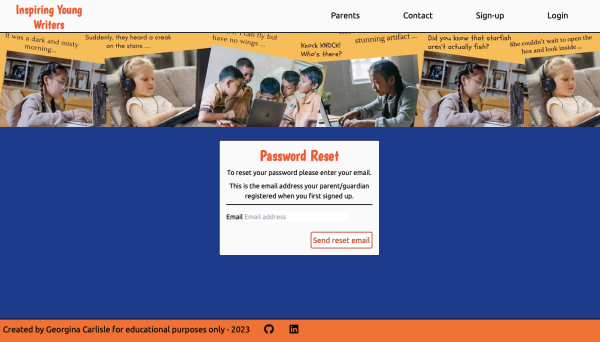 Inspiring Young
Writers
Parents
Contact
Sign-up
Login
It was a dark and misty
morning...
Suddenly, they heard a creak
on the stairs ...
I can fly but
have no wings ...
Knock KNOCK!
Who's there?
stunning artifact ...
Did you know that starfish
aren't actually fish?
She couldn't wait to open the
box and look inside ...
Password Reset
To reset your password please enter your email.
This is the email address your parent/guardian
registered when you first signed up.
Email Email address
Send reset email
Created by Georgina Carlisle for educational purposes only - 2023